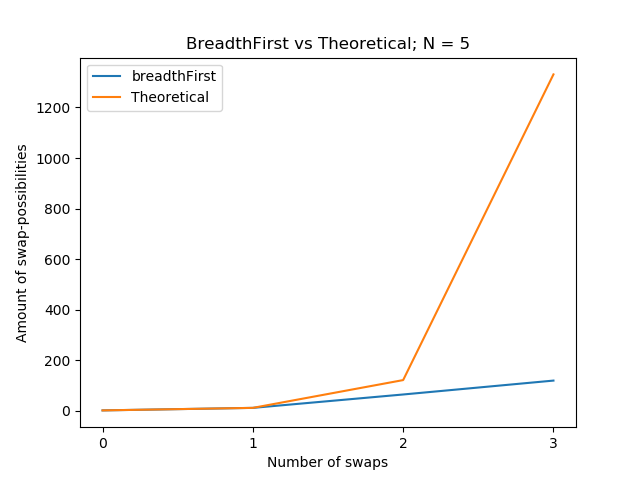 BreadthFirst vs Theoretical; N = 5
breadthFirst
Theoretical
Amount of swap-possibilities
1200
1000
800
600
400
200
0
0 1 2 3
Number of swaps